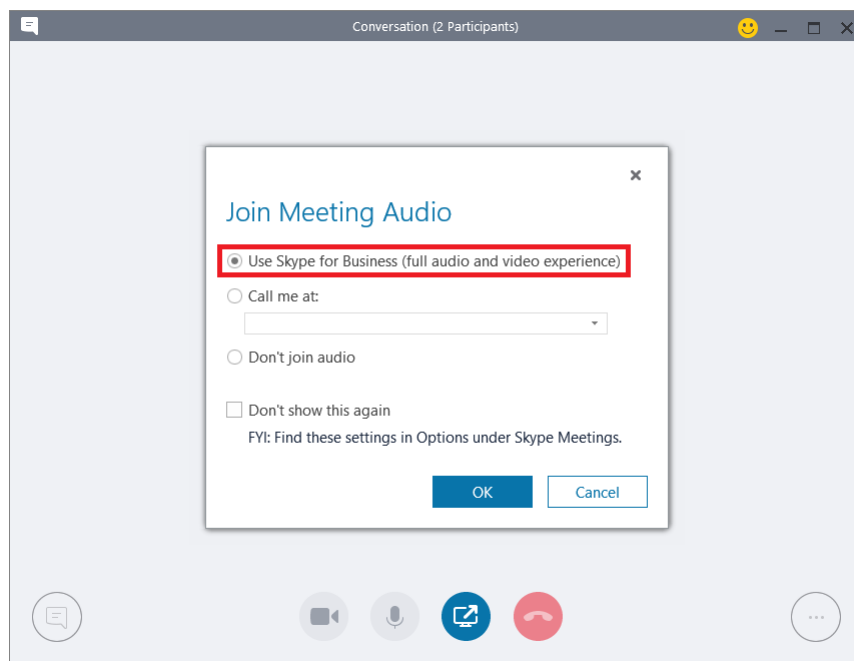 Conversation (2 Participants)
Join Meeting Audio
Use Skype for Business (full audio and video experience)
Call me at:
Don't join audio
Don't show this again
FYI: Find these settings in Options under Skype Meetings.
OK Cancel